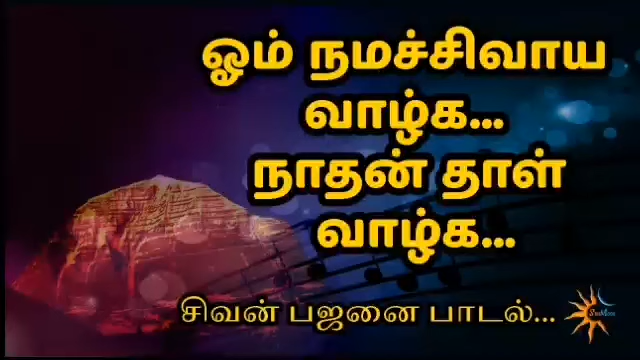 ஓம் நமச்சிவாய
வாழ்க...
நாதன் தாள்
வாழ்க...
சிவன் பஜனை பாடல்...